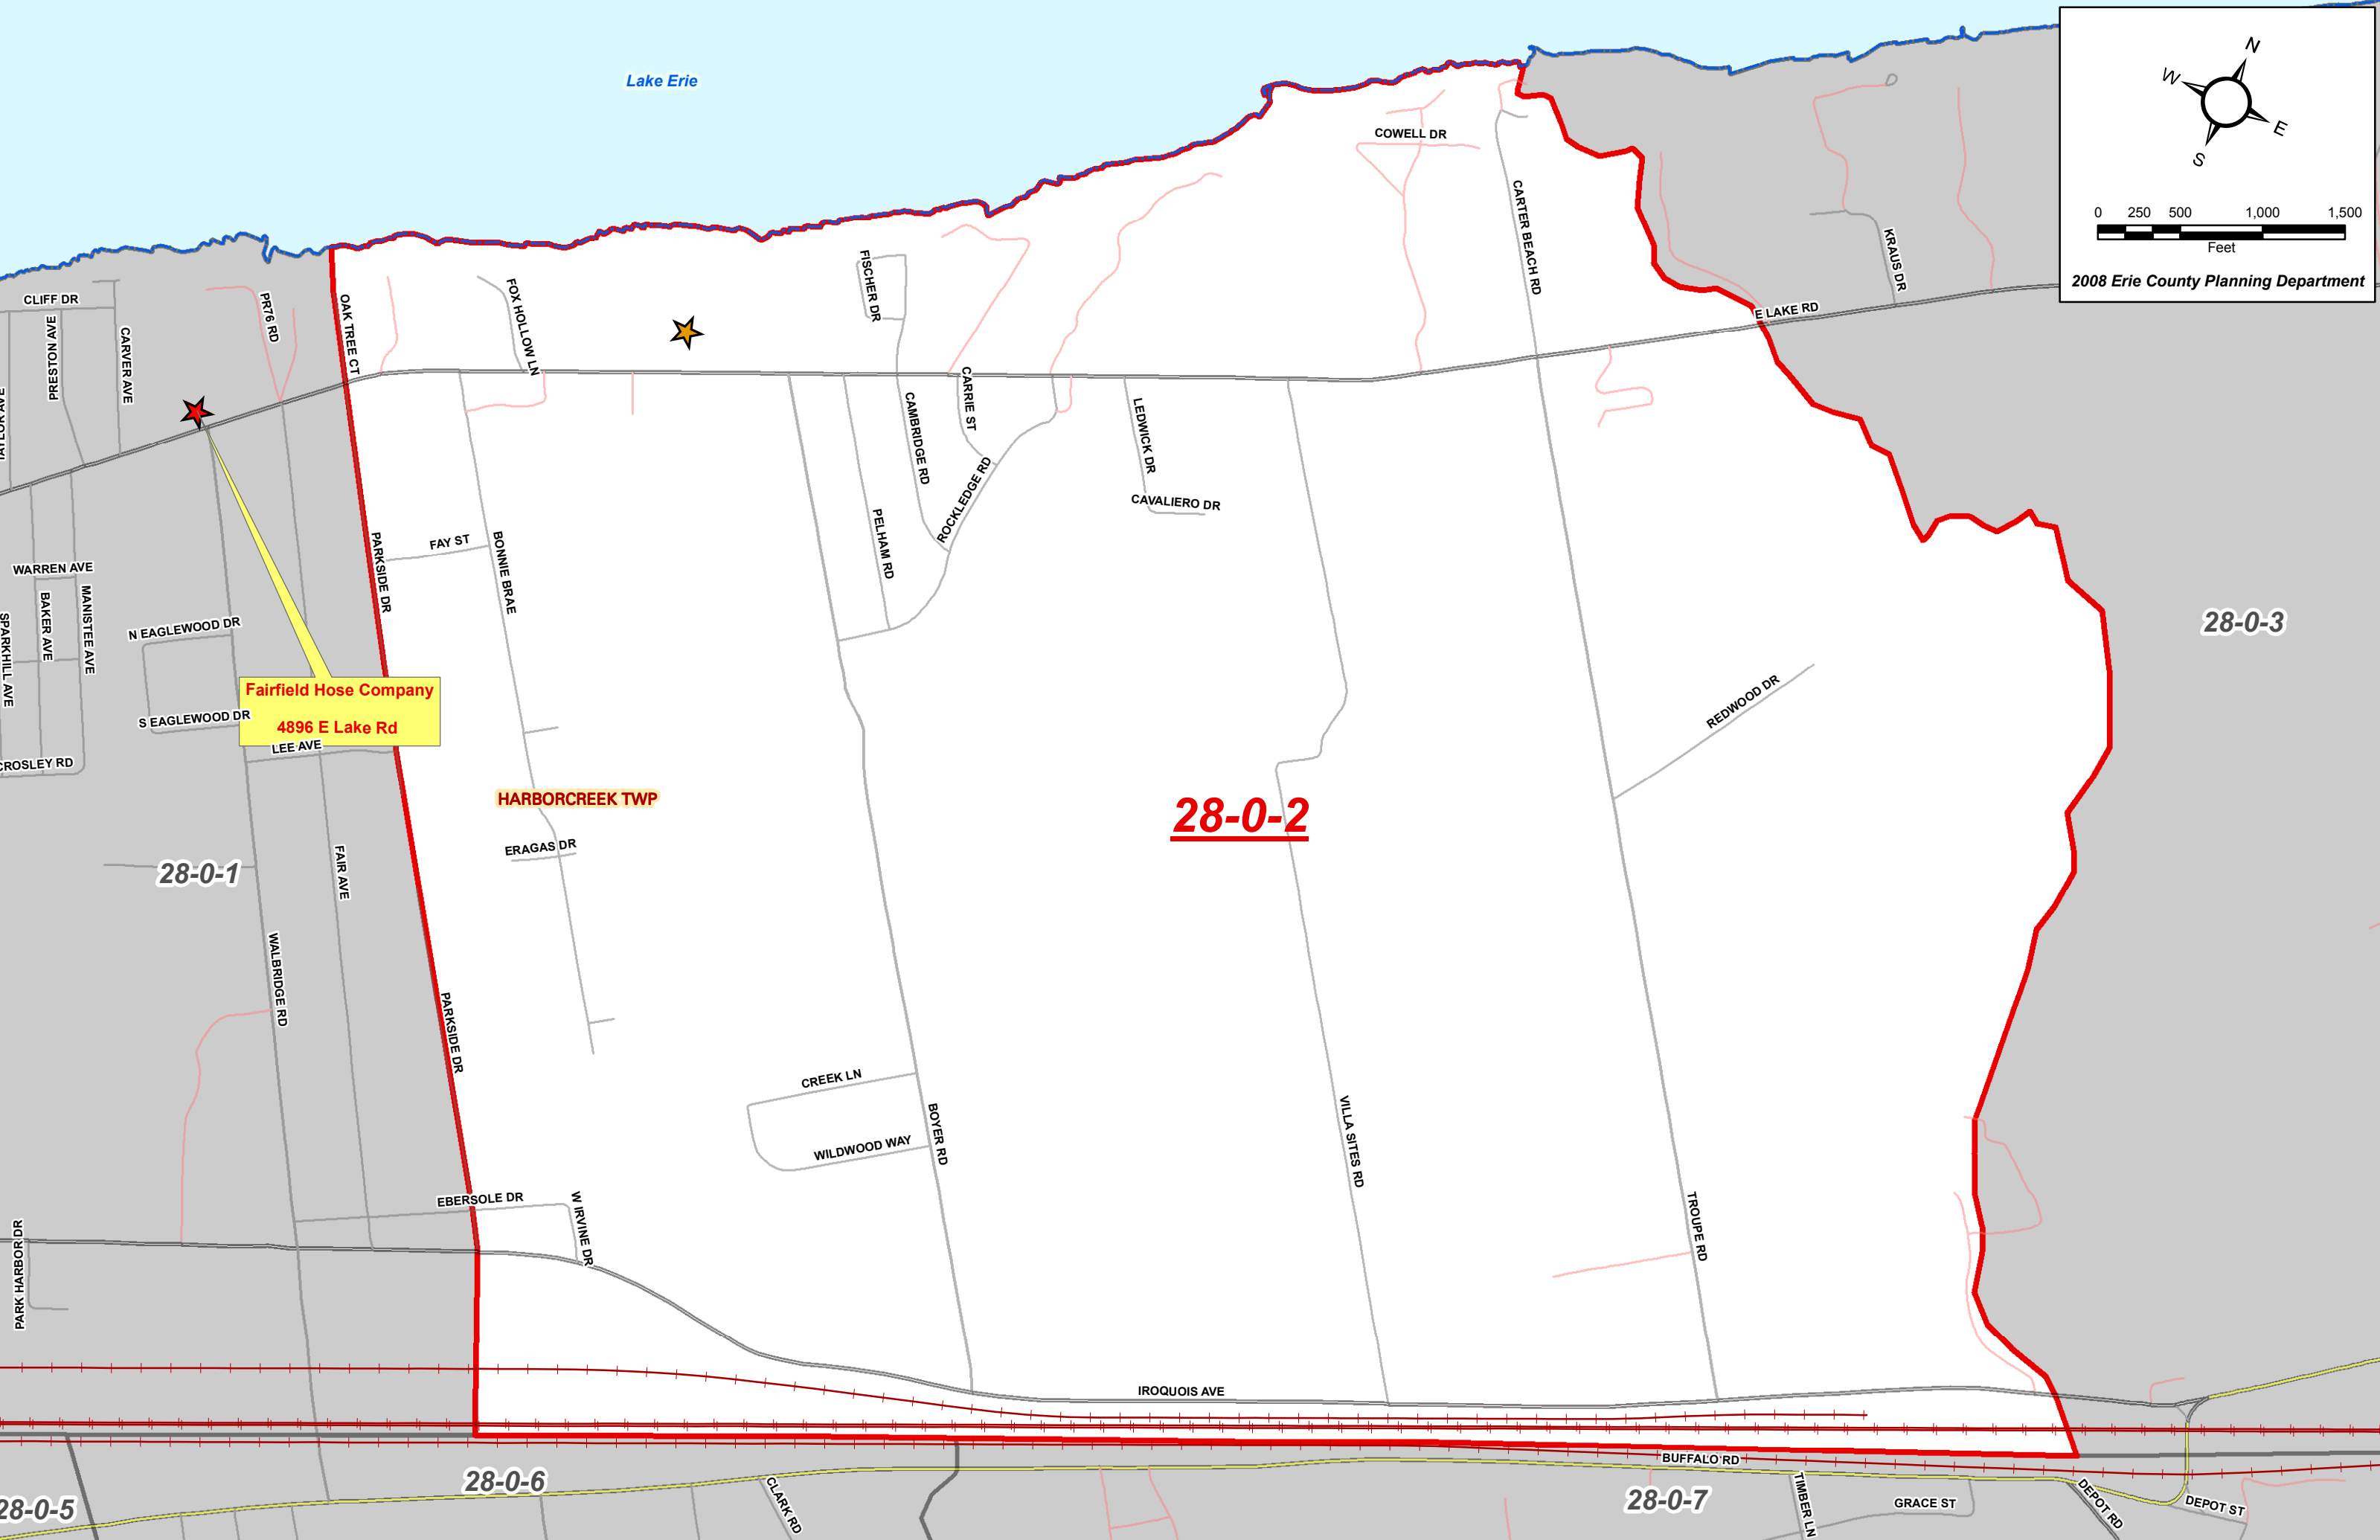 Lake Erie
N
W
E
S
0 250 500 1,000 1,500
Feet
2008 Erie County Planning Department
COWELL DR
CARTER BEACH RD
KRAUS DR
E LAKE RD
CLIFF DR
PRESTON AVE
CARVER AVE
PR76 RD
OAK TREE CT
FOX HOLLOW LN
FISCHER DR
CARRIE ST
CAMBRIDGE RD
ROCKLEDGE RD
PELHAM RD
LEDWICK DR
CAVALIERO DR
FAY ST
BONNIE BRAE
PARKSIDE DR
WARREN AVE
BAKER AVE
MANISTEE AVE
SPARKHILL AVE
N EAGLEWOOD DR
S EAGLEWOOD DR
CROSLEY RD
Fairfield Hose Company
4896 E Lake Rd
LEE AVE
28-0-3
REDWOOD DR
HARBORCREEK TWP
28-0-2
ERAGAS DR
28-0-1
FAIR AVE
WALBRIDGE RD
PARKSIDE DR
CREEK LN
WILDWOOD WAY
BOYER RD
VILLA SITES RD
TROUPE RD
EBERSOLE DR
W IRVINE DR
PARK HARBOR DR
IROQUOIS AVE
BUFFALO RD
28-0-6
28-0-5
28-0-7
CLARK RD
TIMBER LN
GRACE ST
DEPOT RD
DEPOT ST